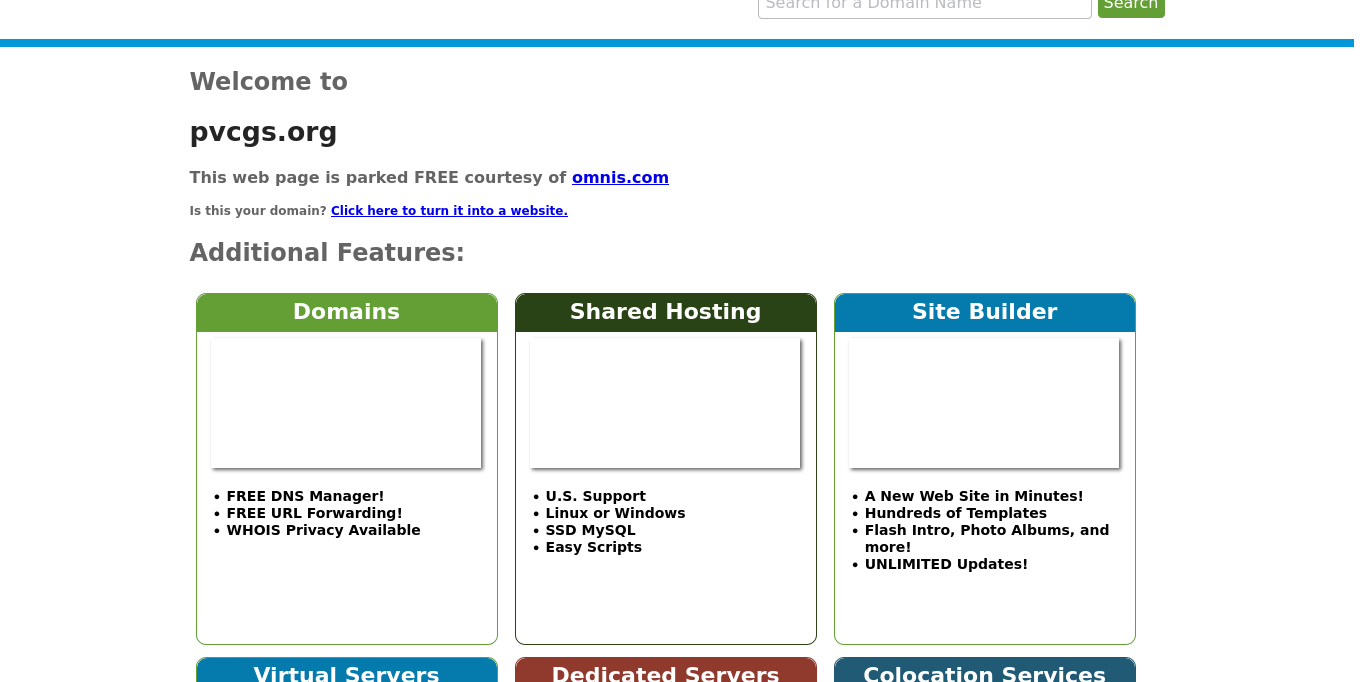 Search for a Domain Name
Search
Welcome to
pvcgs.org
This web page is parked FREE courtesy of omnis.com
Is this your domain? Click here to turn it into a website.
Additional Features:
Domains
FREE DNS Manager!
FREE URL Forwarding!
WHOIS Privacy Available
Shared Hosting
U.S. Support
Linux or Windows
SSD MySQL
Easy Scripts
Site Builder
A New Web Site in Minutes!
Hundreds of Templates
Flash Intro, Photo Albums, and
more!
UNLIMITED Updates!
Virtual Servers
Dedicated Servers
Colocation Services